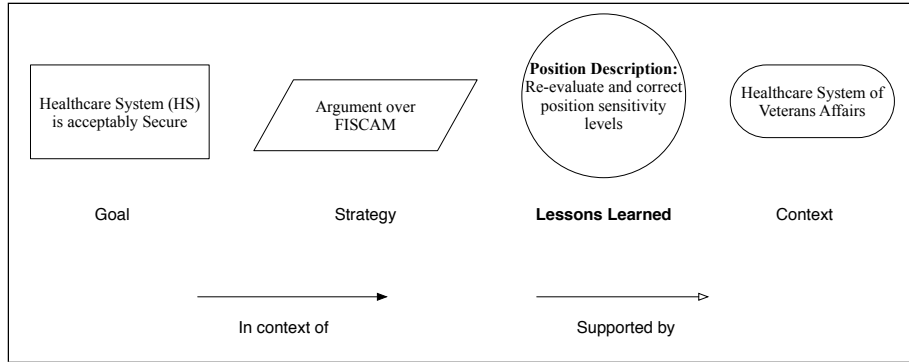 Healthcare System (HS)
is acceptably Secure
Argument over
FISCAM
Position Description:
Re-evaluate and correct
position sensitivity
levels
Healthcare System of
Veterans Affairs
Goal
Strategy
Lessons Learned
Context
In context of
Supported by